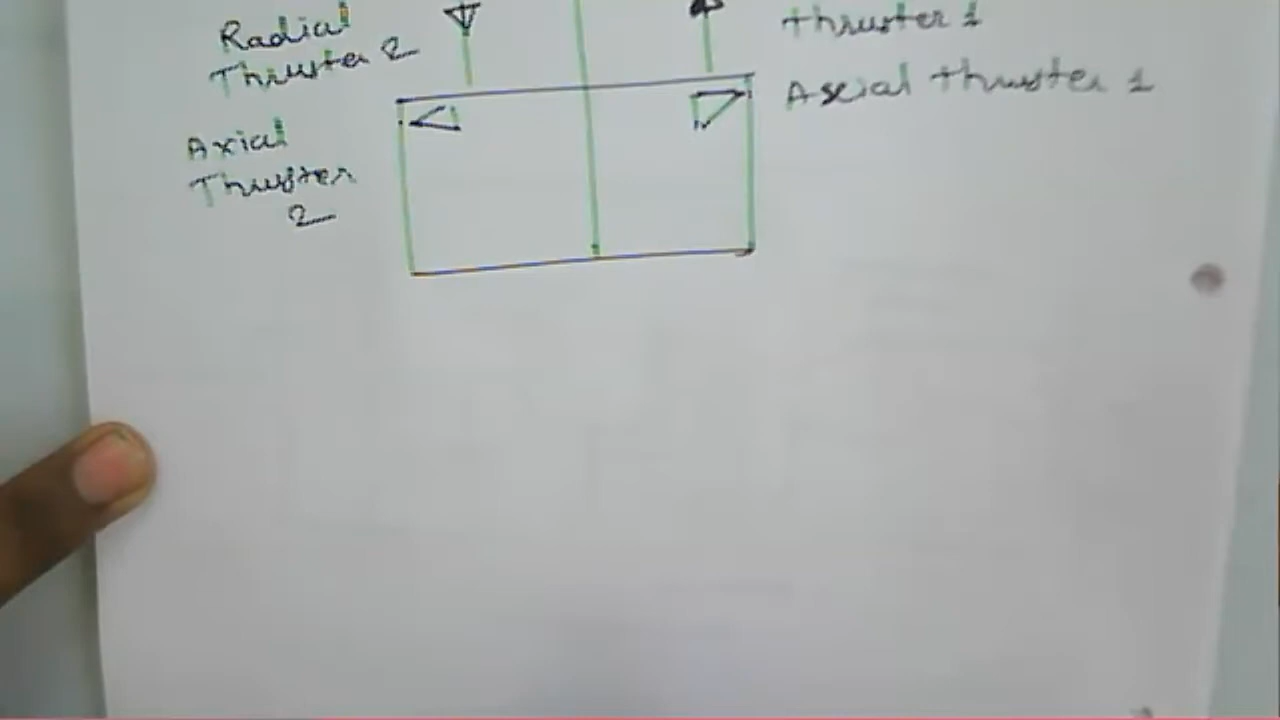 Radial
Thruster 2
thruster 1
Axial thruster 1
Axial
Thruster
2